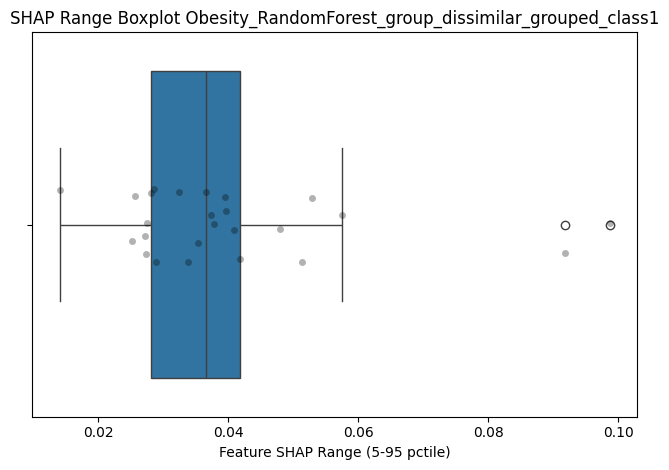 SHAP Range Boxplot Obesity_RandomForest_group_dissimilar_grouped_class1
0.02 0.04 0.06 0.08 0.10
Feature SHAP Range (5-95 pctile)